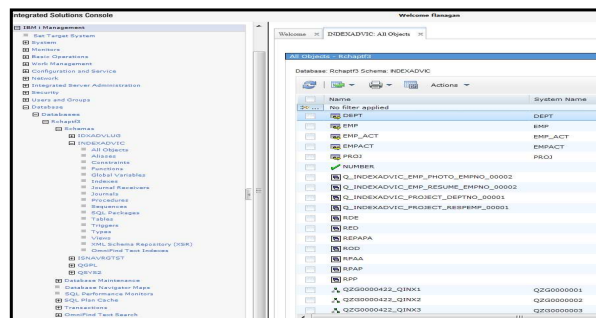 Integrated Solutions Console
Welcome flanagan
IBM i Management
Set Target System
System
Monitors
Basic Operations
Work Management
Configuration and Service
Network
Integrated Server Administration
Security
Users and Groups
Database
Databases
Rchaptf3
Schemas
IDXADVLUG
INDEXADVIC
All Objects
Aliases
Constraints
Functions
Global Variables
Indexes
Journal Receivers
Journals
Procedures
Sequences
SQL Packages
Tables
Triggers
Types
Views
XML Schema Repository (XSR)
OmniFind Text Indexes
ISNAVRGTST
QGPL
QSYS2
Database Maintenance
Database Navigator Maps
SQL Performance Monitors
SQL Plan Cache
Transactions
OmniFind Text Search
Welcome
INDEXADVIC: All Objects
All Objects - Rchaptf3
Database: Rchaptf3 Schema: INDEXADVIC
Actions
Name System Name
No filter applied
DEPT DEPT
EMP EMP
EMP_ACT EMP_ACT
EMPACT EMPACT
PROJ PROJ
NUMBER
Q_INDEXADVIC_EMP_PHOTO_EMPNO_00002
Q_INDEXADVIC_EMP_RESUME_EMPNO_00002
Q_INDEXADVIC_PROJECT_DEPTNO_00001
Q_INDEXADVIC_PROJECT_RESPEMP_00001
RDE
RED
REPAPA
ROD
RPAA
RPAP
RPP
QZG0000422_QINX1 QZG0000001
QZG0000422_QINX2 QZG0000002
QZG0000422_QINX3 QZG0000003